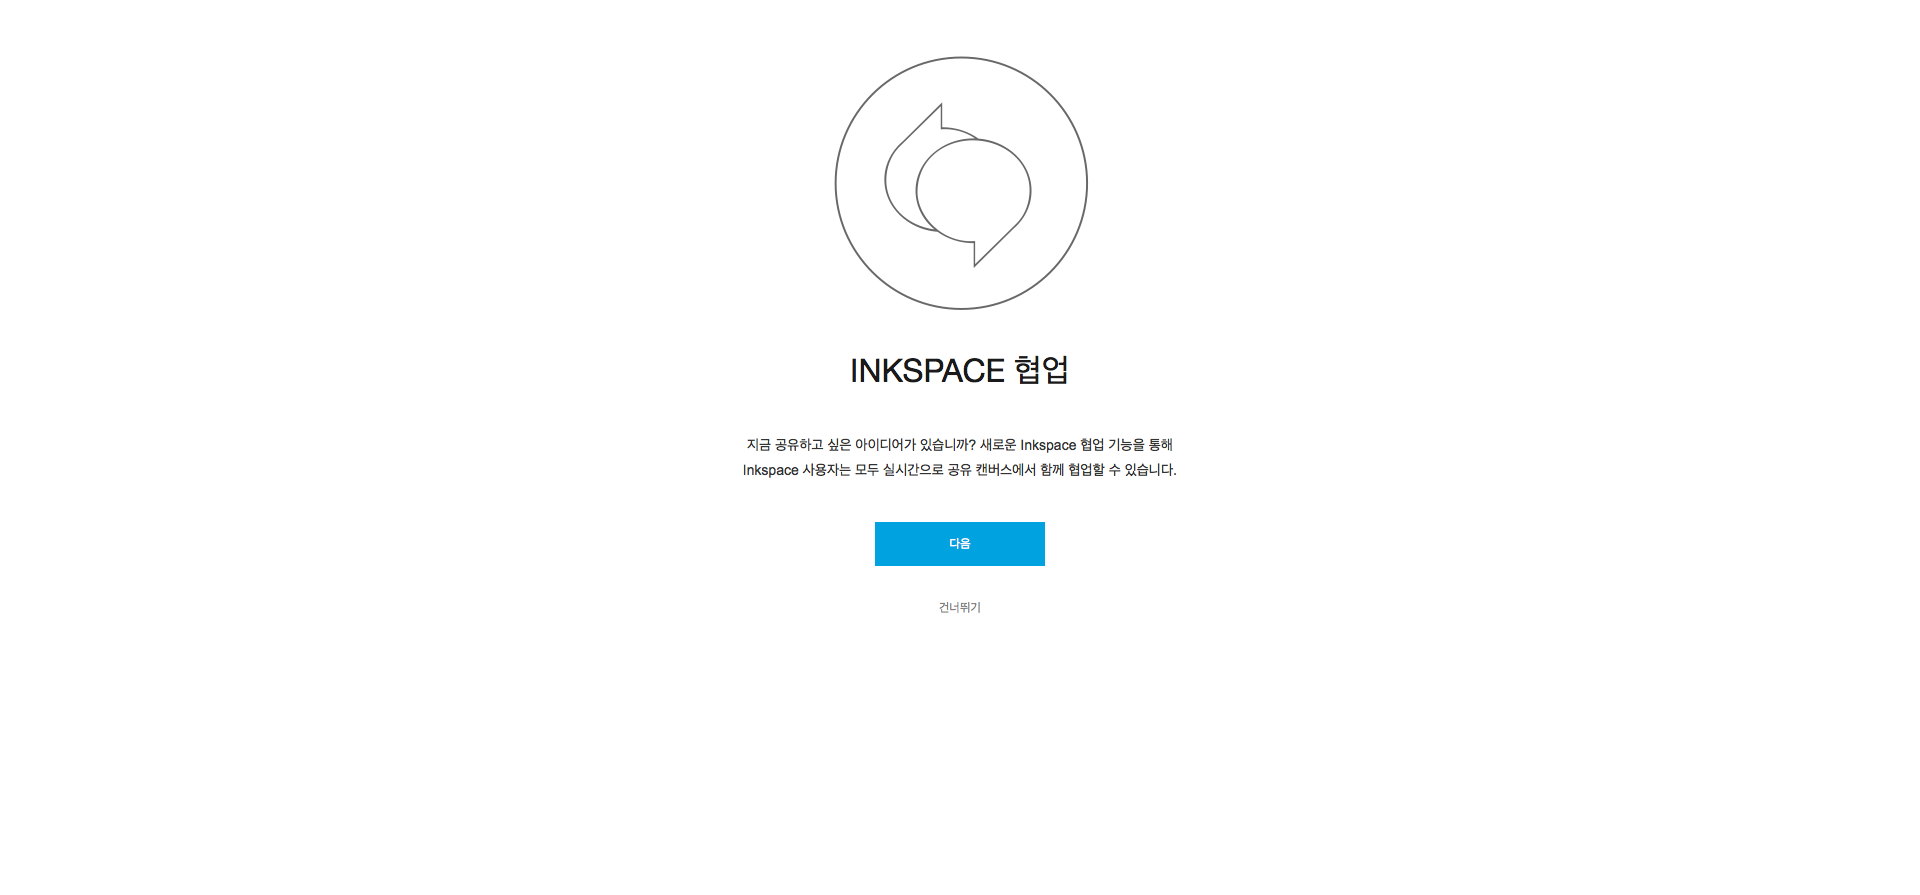 INKSPACE 협업
지금 공유하고 싶은 아이디어가 있습니까? 새로운 Inkspace 협업 기능을 통해
Inkspace 사용자는 모두 실시간으로 공유 캔버스에서 함께 협업할 수 있습니다.
다음
건너뛰기